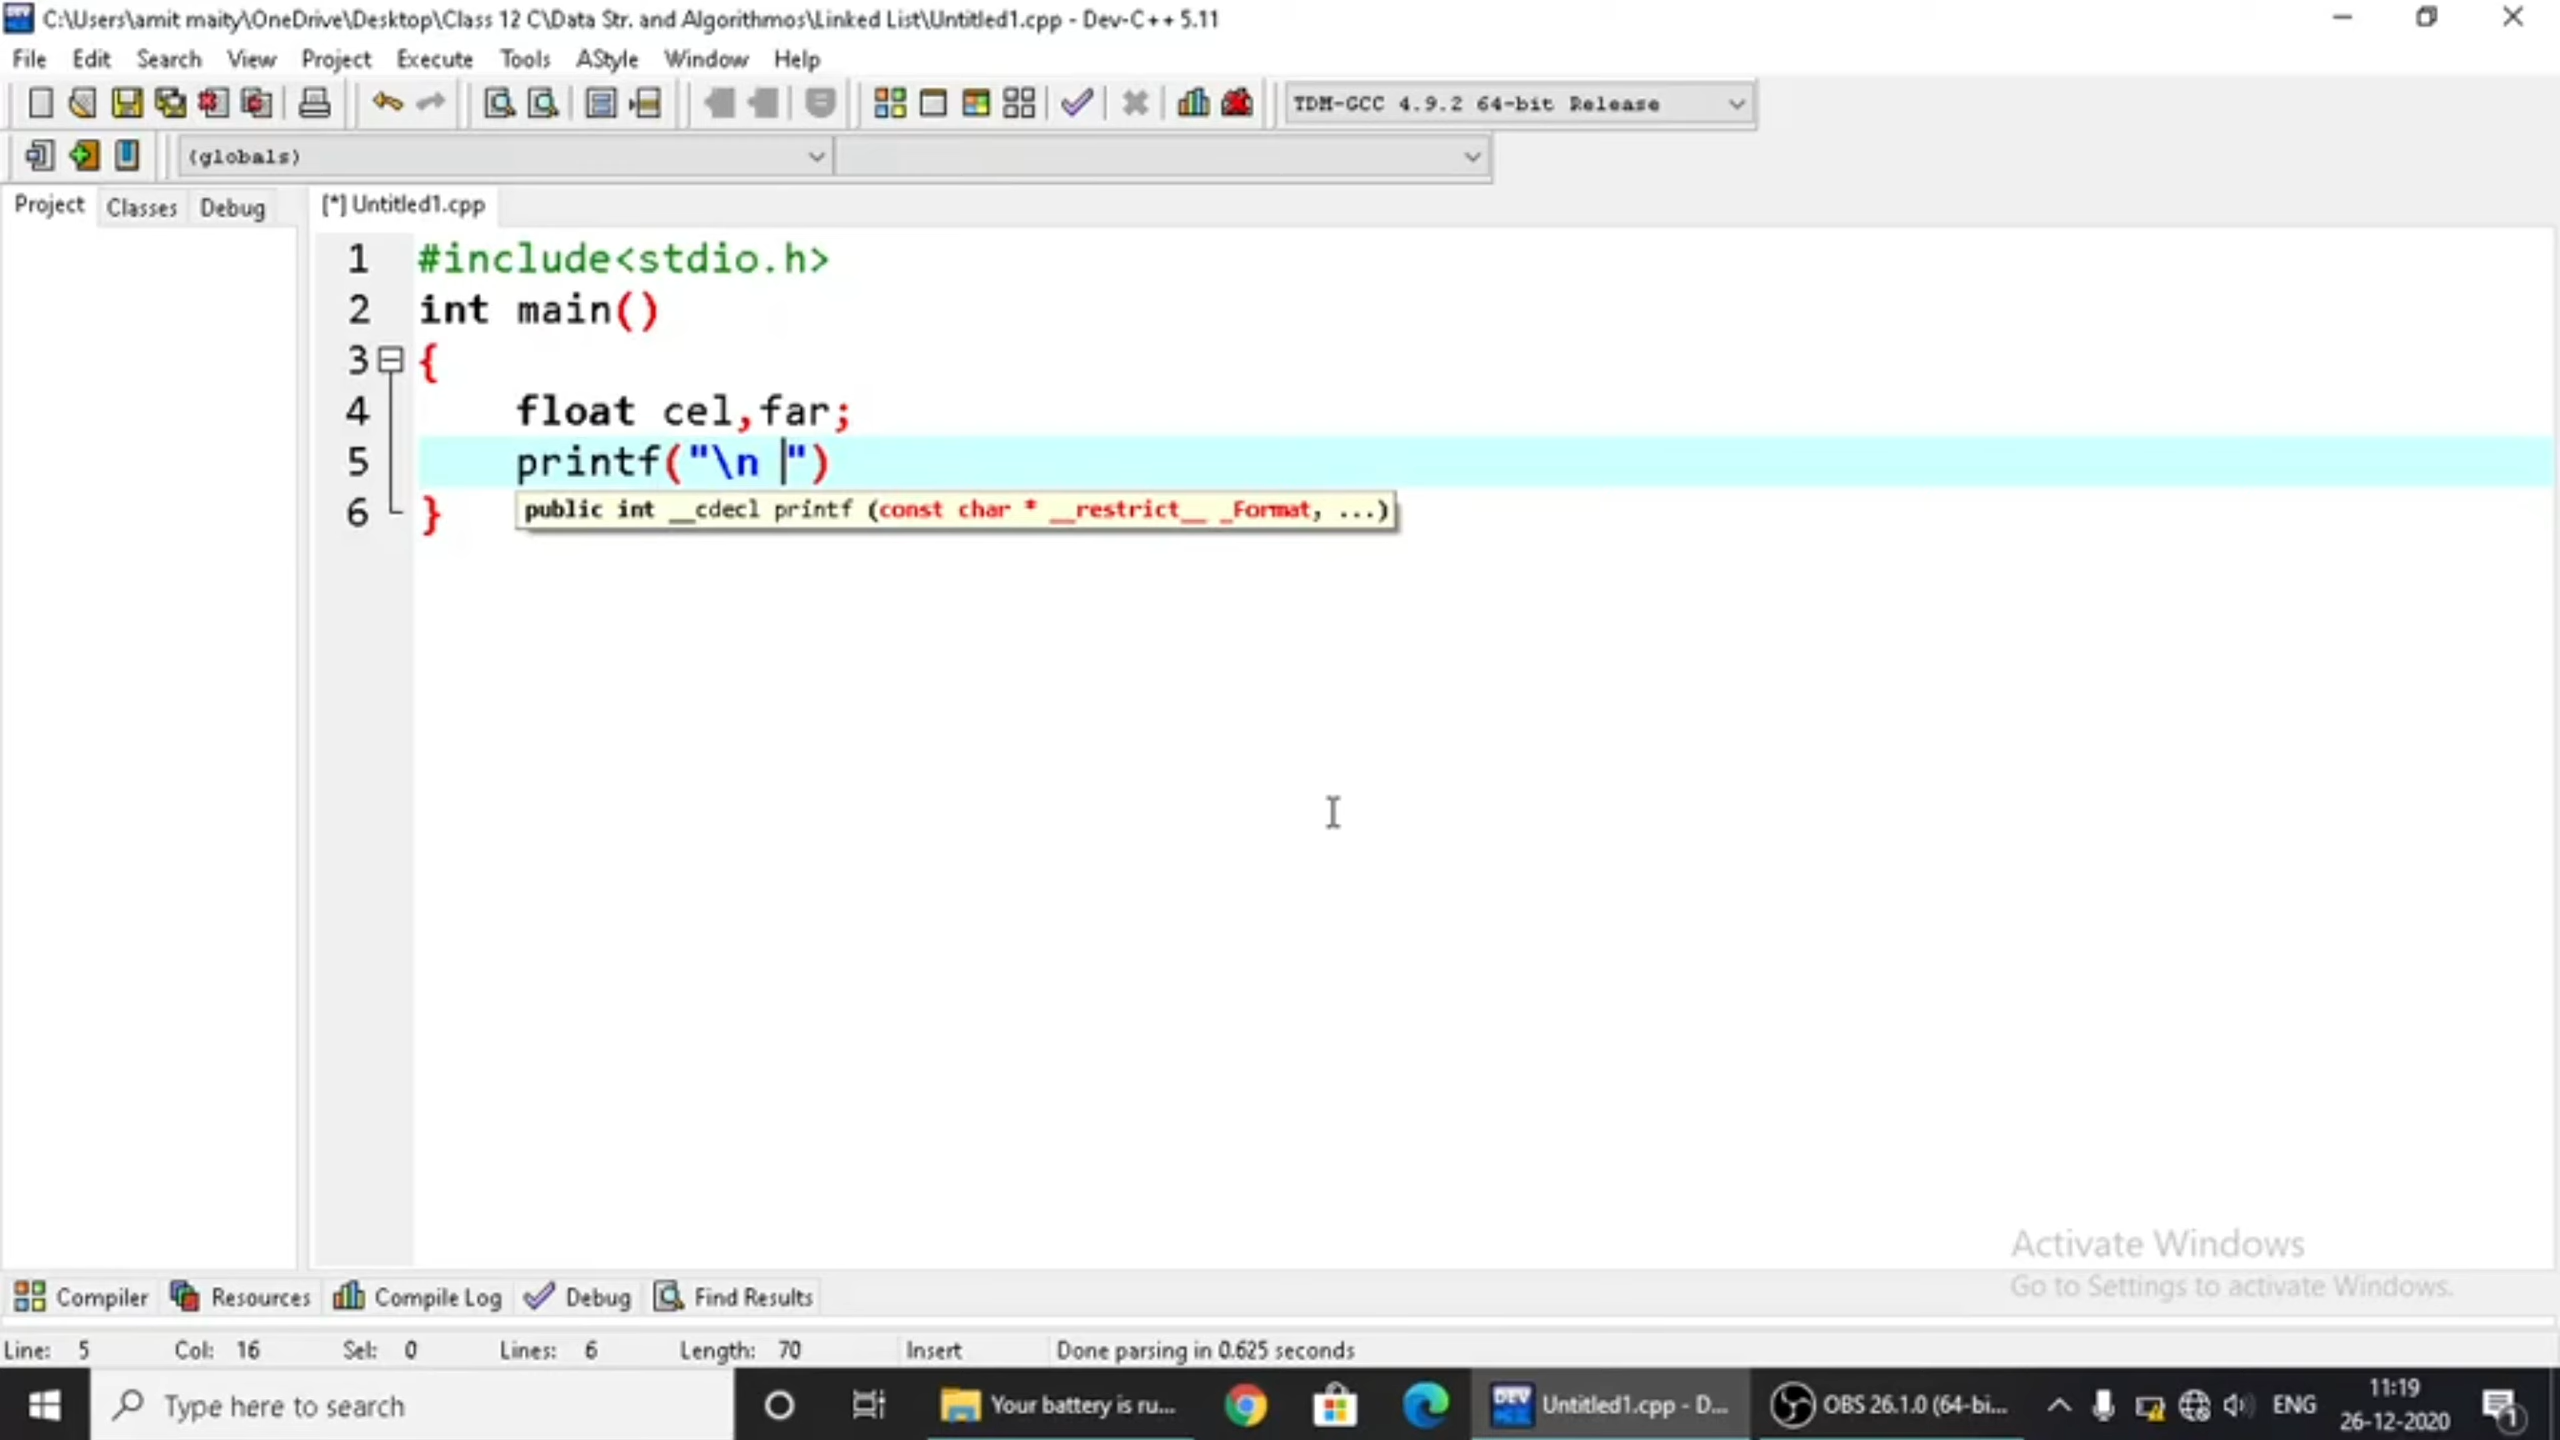 C:\Users\amit maity\OneDrive\Desktop\Class 12 C\Data Str. and Algorithmos\Linked List\Untitled1.cpp - Dev-C++ 5.11
File Edit Search View Project Execute Tools AStyle Window Help
TDM-GCC 4.9.2 64-bit Release
(globals)
Project Classes Debug [*] Untitled1.cpp
1 #include<stdio.h>
2 int main()
3 {
4 float cel,far;
5 printf("\n ")
6 }
public int __cdecl printf (const char * __restrict__ _Format, ...)
Activate Windows
Go to Settings to activate Windows.
Compiler Resources Compile Log Debug Find Results
Line: 5 Col: 16 Sel: 0 Lines: 6 Length: 70 Insert Done parsing in 0.625 seconds
Type here to search
Your battery is ru...
DEV Untitled1.cpp - D...
OBS 26.1.0 (64-bi...
ENG
11:19
26-12-2020
1